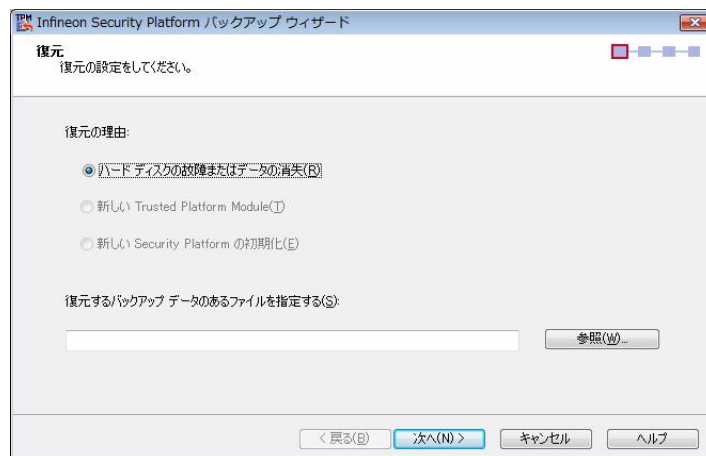 TPM Infineon Security Platform バックアップ ウィザード
復元
復元の設定をしてください。
復元の理由:
ハード ディスクの故障またはデータの消失(R)
新しい Trusted Platform Module(T)
新しい Security Platform の初期化(E)
復元するバックアップ データのあるファイルを指定する(S):
参照(W)...
< 戻る(B) 次へ(N) > キャンセル ヘルプ